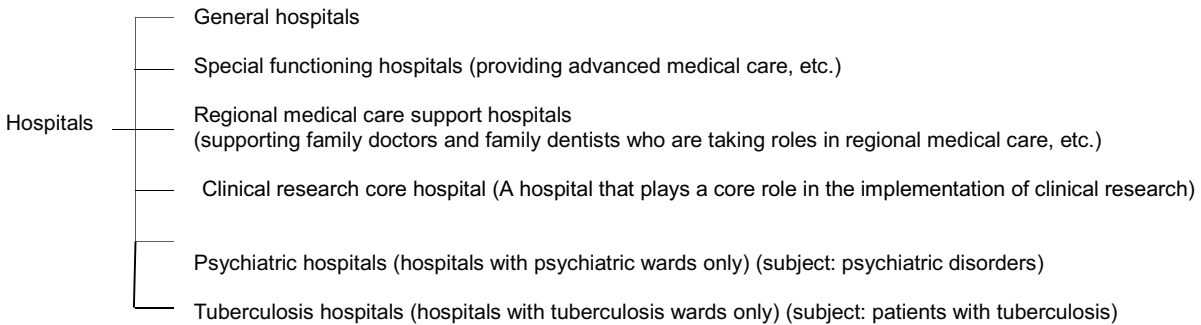 General hospitals
Special functioning hospitals (providing advanced medical care, etc.)
Hospitals
Regional medical care support hospitals
(supporting family doctors and family dentists who are taking roles in regional medical care, etc.)
Clinical research core hospital (A hospital that plays a core role in the implementation of clinical research)
Psychiatric hospitals (hospitals with psychiatric wards only) (subject: psychiatric disorders)
Tuberculosis hospitals (hospitals with tuberculosis wards only) (subject: patients with tuberculosis)